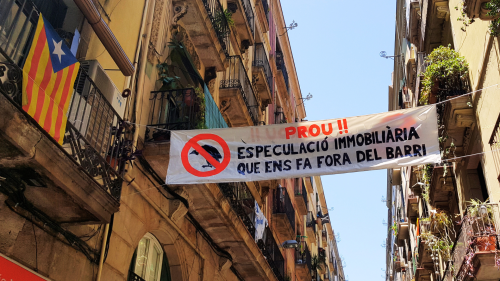 PROU !!
ESPECULACIÓ IMMOBILIÀRIA
QUE ENS FA FORA DEL BARRI